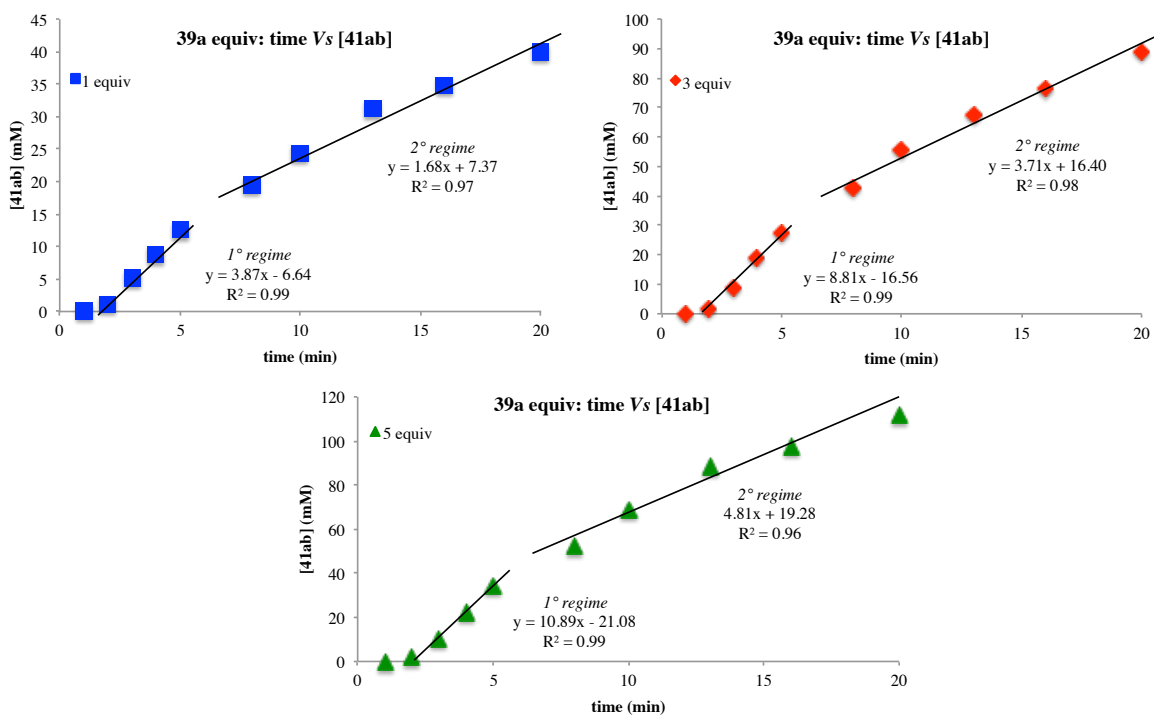 39a equiv: time Vs [41ab]
1 equiv
[41ab] (mM)
45
40
35
30
25
20
15
10
5
0
2° regime
y = 1.68x + 7.37
R² = 0.97
1° regime
y = 3.87x - 6.64
R² = 0.99
0 5 10 15 20
time (min)
39a equiv: time Vs [41ab]
3 equiv
[41ab] (mM)
100
90
80
70
60
50
40
30
20
10
0
2° regime
y = 3.71x + 16.40
R² = 0.98
1° regime
y = 8.81x - 16.56
R² = 0.99
0 5 10 15 20
time (min)
39a equiv: time Vs [41ab]
5 equiv
[41ab] (mM)
120
100
80
60
40
20
0
2° regime
4.81x + 19.28
R² = 0.96
1° regime
y = 10.89x - 21.08
R² = 0.99
0 5 10 15 20
time (min)